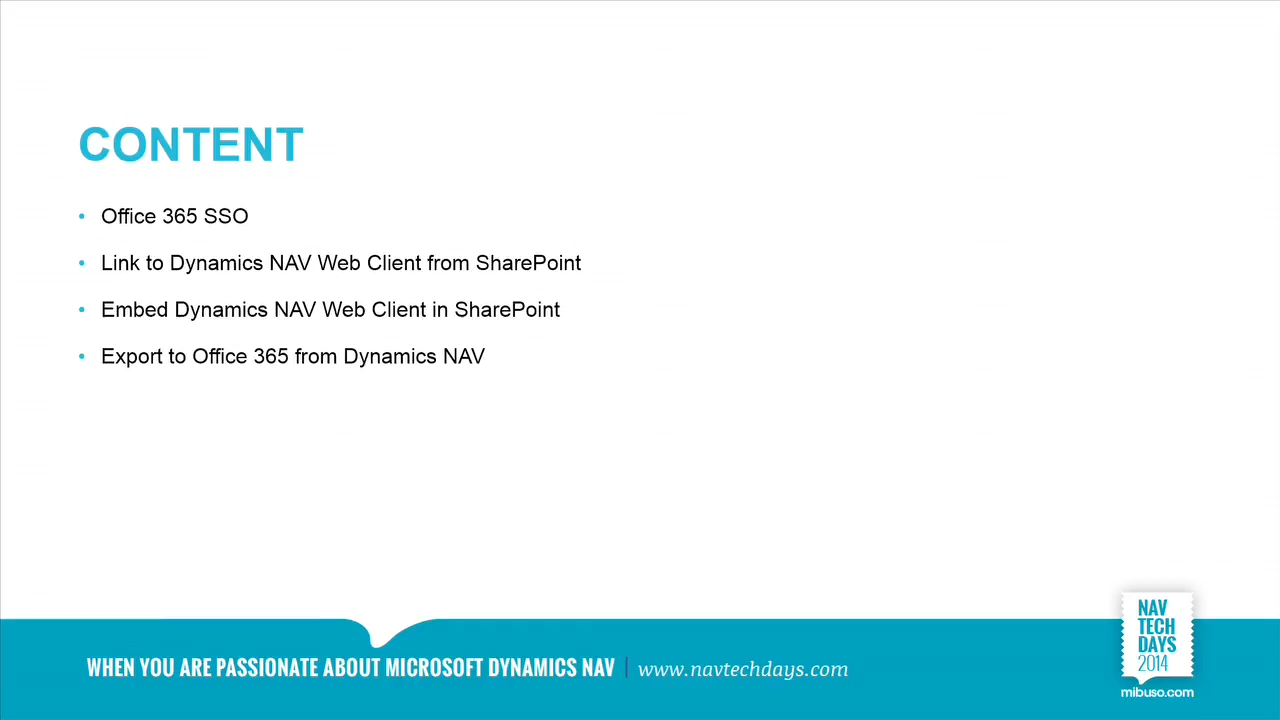 CONTENT
• Office 365 SSO
• Link to Dynamics NAV Web Client from SharePoint
• Embed Dynamics NAV Web Client in SharePoint
• Export to Office 365 from Dynamics NAV
WHEN YOU ARE PASSIONATE ABOUT MICROSOFT DYNAMICS NAV | www.navtechdays.com
NAV
TECH
DAYS
2014
mibuso.com